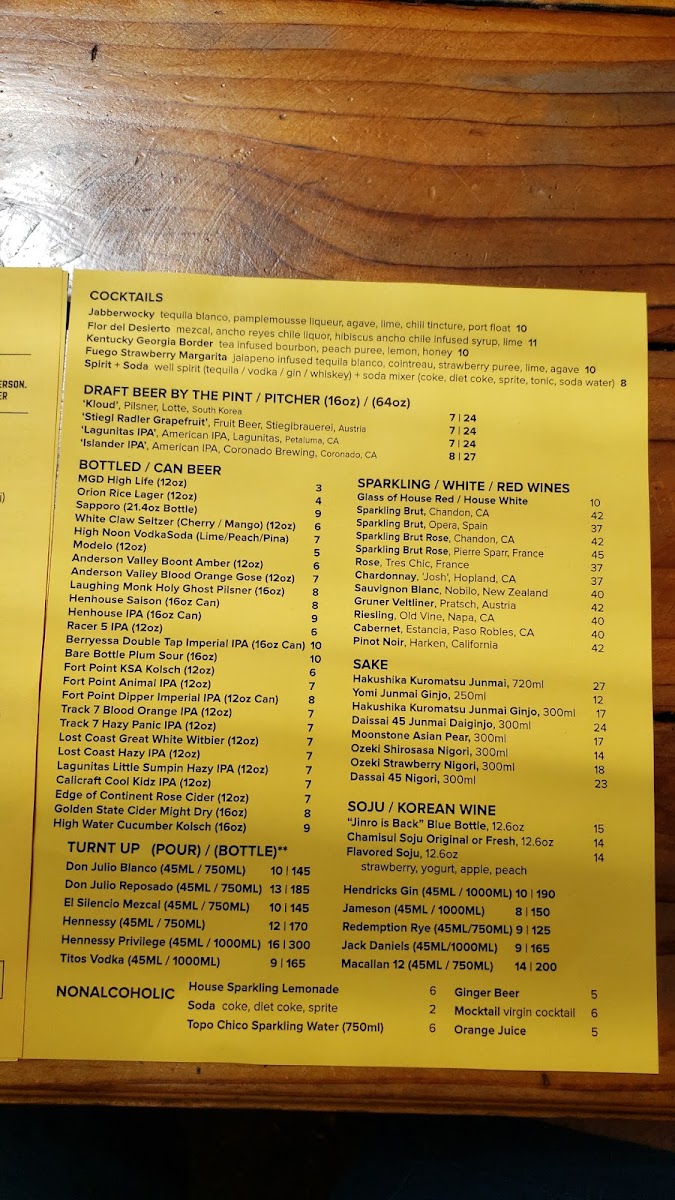 ERSON.
ER
COCKTAILS
Jabberwocky tequila blanco, pamplemousse liqueur, agave, lime, chili tincture, port float 10
Flor del Desierto mezcal, ancho reyes chile liquor, hibiscus ancho chile infused syrup, lime 11
Kentucky Georgia Border tea infused bourbon, peach puree, lemon, honey 10
Fuego Strawberry Margarita jalapeno infused tequila blanco, cointreau, strawberry puree, lime, agave 10
Spirit + Soda well spirit (tequila / vodka / gin / whiskey) + soda mixer (coke, diet coke, sprite, tonic, soda water) 8
DRAFT BEER BY THE PINT / PITCHER (16oz) / (64oz)
'Kloud', Pilsner, Lotte, South Korea 7 | 24
'Stiegl Radler Grapefruit', Fruit Beer, Stieglbrauerei, Austria 7 | 24
'Lagunitas IPA', American IPA, Lagunitas, Petaluma, CA 7 | 24
'Islander IPA', American IPA, Coronado Brewing, Coronado, CA 8 | 27
BOTTLED / CAN BEER
MGD High Life (12oz) 3
Orion Rice Lager (12oz) 4
Sapporo (21.4oz Bottle) 9
White Claw Seltzer (Cherry / Mango) (12oz) 6
High Noon VodkaSoda (Lime/Peach/Pina) 7
Modelo (12oz) 5
Anderson Valley Boont Amber (12oz) 6
Anderson Valley Blood Orange Gose (12oz) 7
Laughing Monk Holy Ghost Pilsner (16oz) 8
Henhouse Saison (16oz Can) 8
Henhouse IPA (16oz Can) 9
Racer 5 IPA (12oz) 6
Berryessa Double Tap Imperial IPA (16oz Can) 10
Bare Bottle Plum Sour (16oz) 10
Fort Point KSA Kolsch (12oz) 6
Fort Point Animal IPA (12oz) 7
Fort Point Dipper Imperial IPA (12oz Can) 8
Track 7 Blood Orange IPA (12oz) 7
Track 7 Hazy Panic IPA (12oz) 7
Lost Coast Great White Witbier (12oz) 7
Lost Coast Hazy IPA (12oz) 7
Lagunitas Little Sumpin Hazy IPA (12oz) 7
Calicraft Cool Kidz IPA (12oz) 7
Edge of Continent Rose Cider (12oz) 7
Golden State Cider Might Dry (16oz) 8
High Water Cucumber Kolsch (16oz) 9
SPARKLING / WHITE / RED WINES
Glass of House Red / House White 10
Sparkling Brut, Chandon, CA 42
Sparkling Brut, Opera, Spain 37
Sparkling Brut Rose, Chandon, CA 42
Sparkling Brut Rose, Pierre Sparr, France 45
Rose, Tres Chic, France 37
Chardonnay, 'Josh', Hopland, CA 37
Sauvignon Blanc, Nobilo, New Zealand 40
Gruner Veltliner, Pratsch, Austria 42
Riesling, Old Vine, Napa, CA 40
Cabernet, Estancia, Paso Robles, CA 40
Pinot Noir, Harken, California 42
SAKE
Hakushika Kuromatsu Junmai, 720ml 27
Yomi Junmai Ginjo, 250ml 12
Hakushika Kuromatsu Junmai Ginjo, 300ml 17
Daissai 45 Junmai Daiginjo, 300ml 24
Moonstone Asian Pear, 300ml 17
Ozeki Shirosasa Nigori, 300ml 14
Ozeki Strawberry Nigori, 300ml 18
Dassai 45 Nigori, 300ml 23
SOJU / KOREAN WINE
"Jinro is Back" Blue Bottle, 12.6oz 15
Chamisul Soju Original or Fresh, 12.6oz 14
Flavored Soju, 12.6oz 14
strawberry, yogurt, apple, peach
TURNT UP (POUR) / (BOTTLE)**
Don Julio Blanco (45ML / 750ML) 10 | 145
Don Julio Reposado (45ML / 750ML) 13 | 185
El Silencio Mezcal (45ML / 750ML) 10 | 145
Hennessy (45ML / 750ML) 12 | 170
Hennessy Privilege (45ML / 1000ML) 16 | 300
Titos Vodka (45ML / 1000ML) 9 | 165
Hendricks Gin (45ML / 1000ML) 10 | 190
Jameson (45ML / 1000ML) 8 | 150
Redemption Rye (45ML/750ML) 9 | 125
Jack Daniels (45ML/1000ML) 9 | 165
Macallan 12 (45ML / 750ML) 14 | 200
NONALCOHOLIC
House Sparkling Lemonade 6
Soda coke, diet coke, sprite 2
Topo Chico Sparkling Water (750ml) 6
Ginger Beer 5
Mocktail virgin cocktail 6
Orange Juice 5